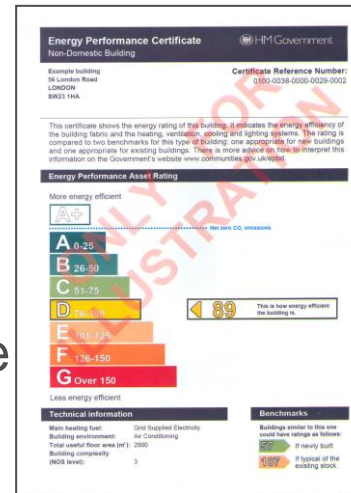 Energy Performance Certificate
Non-Domestic Building
HM Government
Example building
56 London Road
LONDON
BW23 1HA
Certificate Reference Number:
0100-0038-0000-0029-0002
This certificate shows the energy rating of this building. It indicates the energy efficiency of
the building fabric and the heating, ventilation, cooling and lighting systems. The rating is
compared to two benchmarks for this type of building: one appropriate for new buildings
and one appropriate for existing buildings. There is more advice on how to interpret this
information on the Government's website www.communities.gov.uk/epbd.
Energy Performance Asset Rating
More energy efficient
A+
Net zero CO₂ emissions
A 0-25
B 26-50
C 51-75
D 76-100
89 This is how energy efficient
the building is.
E 101-125
F 126-150
G Over 150
Less energy efficient
ONLY FOR
ILLUSTRATION
e
Technical information
Main heating fuel: Grid Supplied Electricity
Building environment: Air Conditioning
Total useful floor area (m²): 2900
Building complexity
(NOS level): 3
Benchmarks
Buildings similar to this one
could have ratings as follows:
57 If newly built
107 If typical of the
existing stock